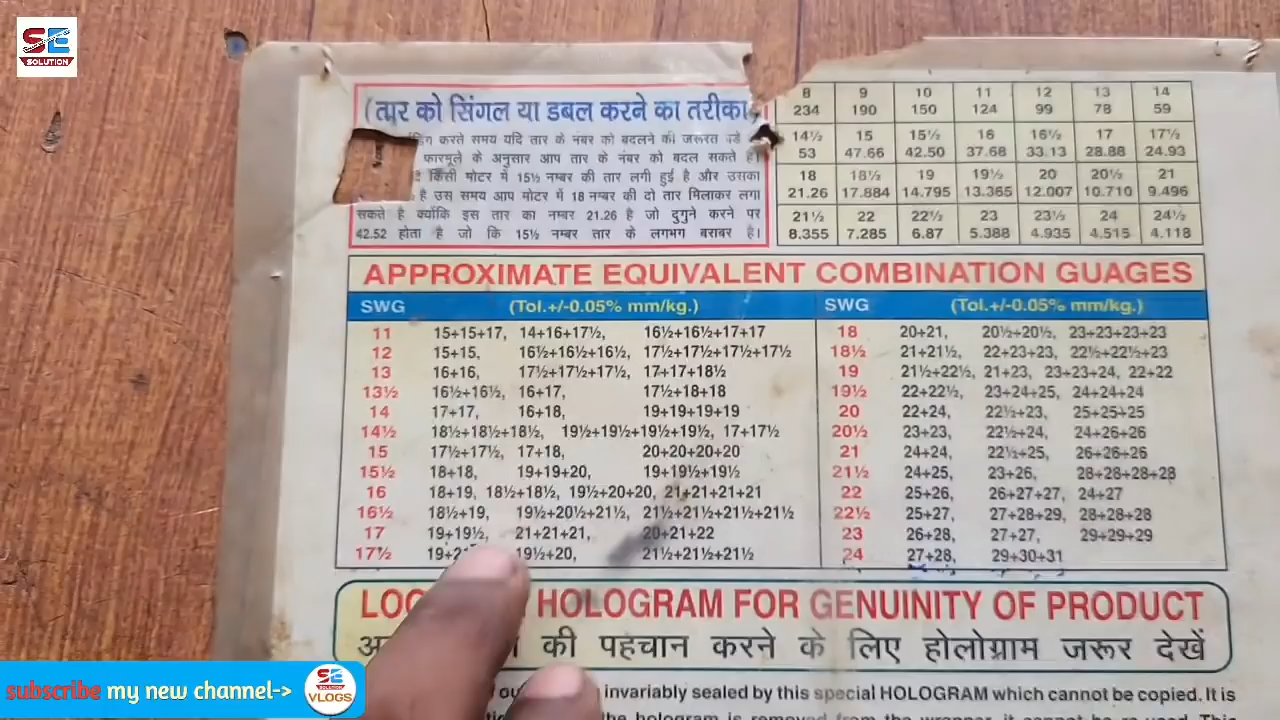 SE
SOLUTION
(तार को सिंगल या डबल करने का तरीका
करते समय यदि तार के नंबर को बदलने की जरूरत पडे
फारमूले के अनुसार आप तार के नंबर को बदल सकते है।
किसी मोटर में 15½ नम्बर की तार लगी हुई है और उसका
है उस समय आप मोटर में 18 नम्बर की दो तार मिलाकर लगा
सकते है क्योंकि इस तार का नम्बर 21.26 है जो दुगुने करने पर
42.52 होता है जो कि 15½ नम्बर तार के लगभग बराबर है।
8 9 10 11 12 13 14
234 190 150 124 99 78 59
14½ 15 15½ 16 16½ 17 17½
53 47.66 42.50 37.68 33.13 28.88 24.93
18 18½ 19 19½ 20 20½ 21
21.26 17.884 14.795 13.365 12.007 10.710 9.496
21½ 22 22½ 23 23½ 24 24½
8.355 7.285 6.87 5.388 4.935 4.515 4.118
APPROXIMATE EQUIVALENT COMBINATION GUAGES
SWG (Tol.+/-0.05% mm/kg.) SWG (Tol.+/-0.05% mm/kg.)
11 15+15+17, 14+16+17½, 16½+16½+17+17
12 15+15, 16½+16½+16½, 17½+17½+17½+17½
13 16+16, 17½+17½+17½, 17+17+18½
13½ 16½+16½, 16+17, 17½+18+18
14 17+17, 16+18, 19+19+19+19
14½ 18½+18½+18½, 19½+19½+19½+19½, 17+17½
15 17½+17½, 17+18, 20+20+20+20
15½ 18+18, 19+19+20, 19+19½+19½
16 18+19, 18½+18½, 19½+20+20, 21+21+21+21
16½ 18½+19, 19½+20½+21½, 21½+21½+21½+21½
17 19+19½, 21+21+21, 20+21+22
17½ 19½+20, 21½+21½+21½
18 20+21, 20½+20½, 23+23+23+23
18½ 21+21½, 22+23+23, 22½+22½+23
19 21½+22½, 21+23, 23+23+24, 22+22
19½ 22+22½, 23+24+25, 24+24+24
20 22+24, 22½+23, 25+25+25
20½ 23+23, 22½+24, 24+26+26
21 24+24, 22½+25, 26+26+26
21½ 24+25, 23+26, 28+28+28+28
22 25+26, 26+27+27, 24+27
22½ 25+27, 27+28+29, 28+28+28
23 26+28, 27+27, 29+29+29
24 27+28, 29+30+31
HOLOGRAM FOR GENUINITY OF PRODUCT
की पहचान करने के लिए होलोग्राम जरूर देखें
invariably sealed by this special HOLOGRAM which cannot be copied. It is
the hologram is removed from the wrapper, it cannot be used. This
subscribe my new channel->
SE
SOLUTION
VLOGS